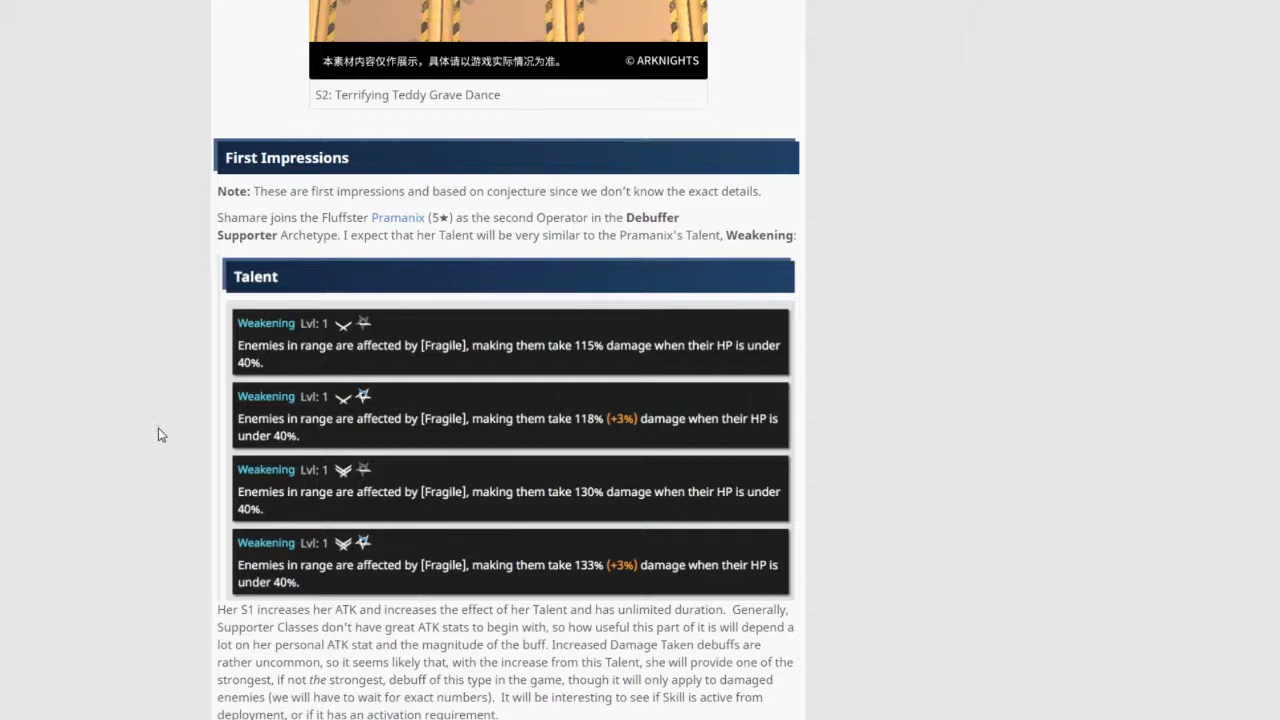 本素材内容仅作展示，具体请以游戏实际情况为准。 © ARKNIGHTS
S2: Terrifying Teddy Grave Dance
First Impressions
Note: These are first impressions and based on conjecture since we don't know the exact details.
Shamare joins the Fluffster Pramanix (5★) as the second Operator in the Debuffer
Supporter Archetype. I expect that her Talent will be very similar to the Pramanix's Talent, Weakening:
Talent
Weakening Lvl: 1
Enemies in range are affected by [Fragile], making them take 115% damage when their HP is under
40%.
Weakening Lvl: 1
Enemies in range are affected by [Fragile], making them take 118% (+3%) damage when their HP is
under 40%.
Weakening Lvl: 1
Enemies in range are affected by [Fragile], making them take 130% damage when their HP is under
40%.
Weakening Lvl: 1
Enemies in range are affected by [Fragile], making them take 133% (+3%) damage when their HP is
under 40%.
Her S1 increases her ATK and increases the effect of her Talent and has unlimited duration. Generally,
Supporter Classes don't have great ATK stats to begin with, so how useful this part of it is will depend a
lot on her personal ATK stat and the magnitude of the buff. Increased Damage Taken debuffs are
rather uncommon, so it seems likely that, with the increase from this Talent, she will provide one of the
strongest, if not the strongest, debuff of this type in the game, though it will only apply to damaged
enemies (we will have to wait for exact numbers). It will be interesting to see if Skill is active from
deployment, or if it has an activation requirement.